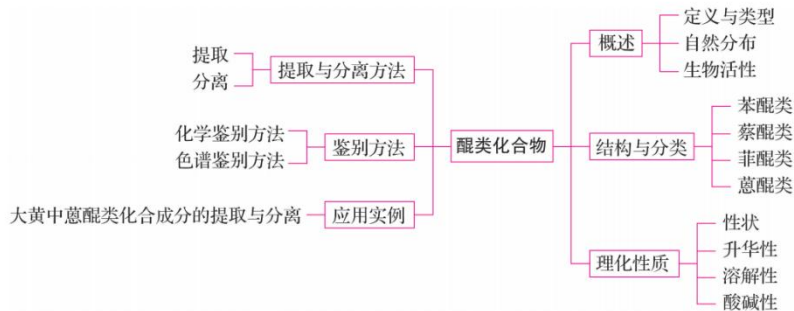 提取
分离
提取与分离方法
化学鉴别方法
色谱鉴别方法
鉴别方法
大黄中蒽醌类化合成分的提取与分离
应用实例
醌类化合物
概述
定义与类型
自然分布
生物活性
结构与分类
苯醌类
萘醌类
菲醌类
蒽醌类
理化性质
性状
升华性
溶解性
酸碱性